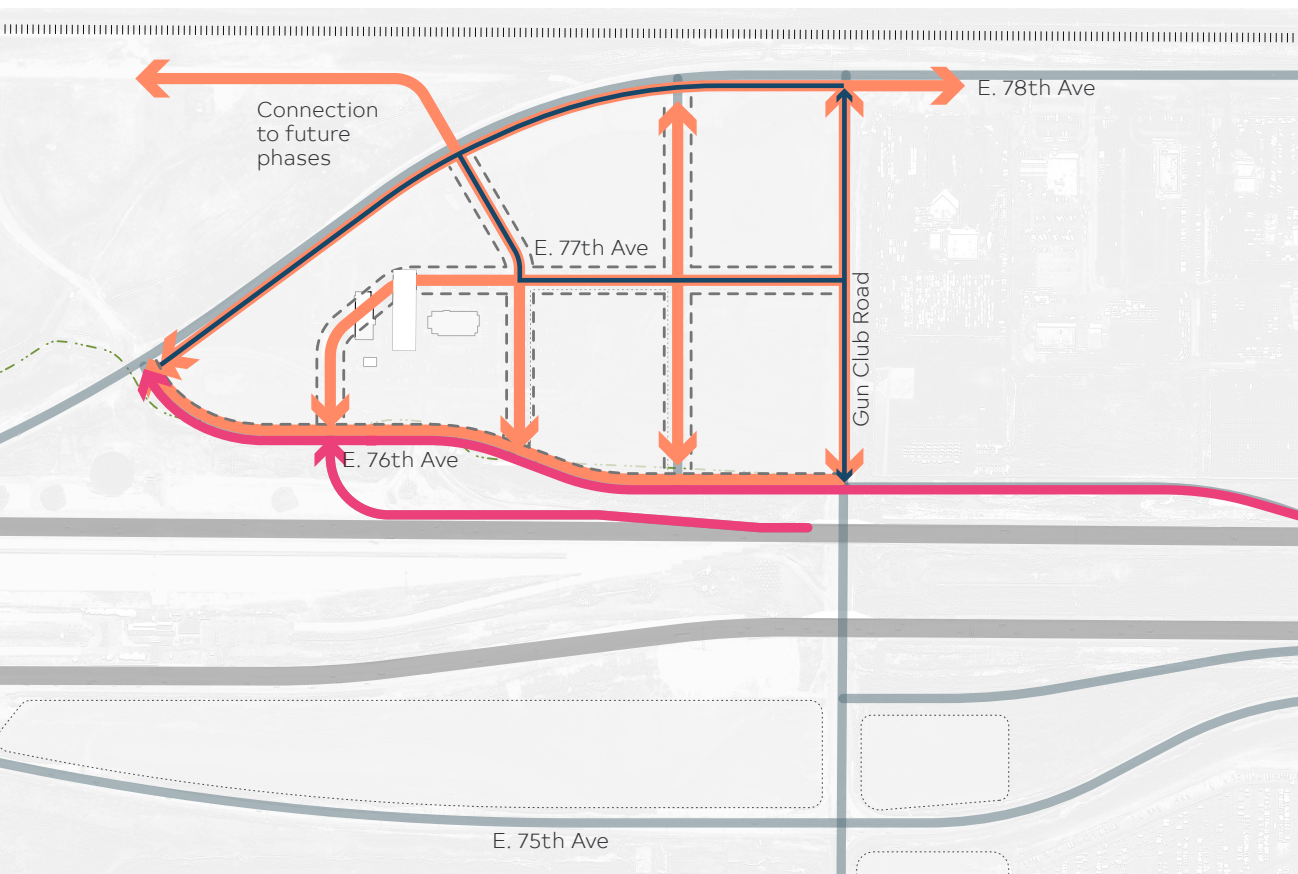 E. 78th Ave
Connection
to future
phases
E. 77th Ave
Gun Club Road
E. 76th Ave
E. 75th Ave